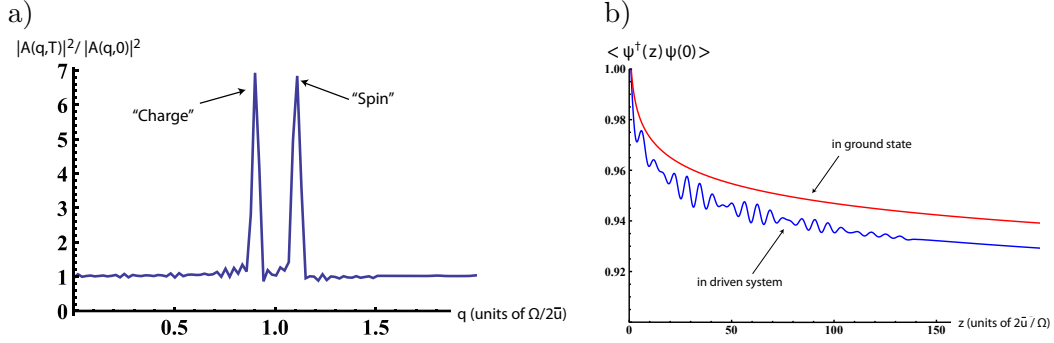 a)
|A(q,T)|²/|A(q,0)|²
7
6
5
4
3
2
1
0
"Charge"
"Spin"
0.5
1.0
1.5
q (units of Ω/2ū)
b)
< ψ†(z) ψ(0) >
1.00
0.98
0.96
0.94
0.92
in ground state
in driven system
0
50
100
150
z (units of 2ū/Ω)